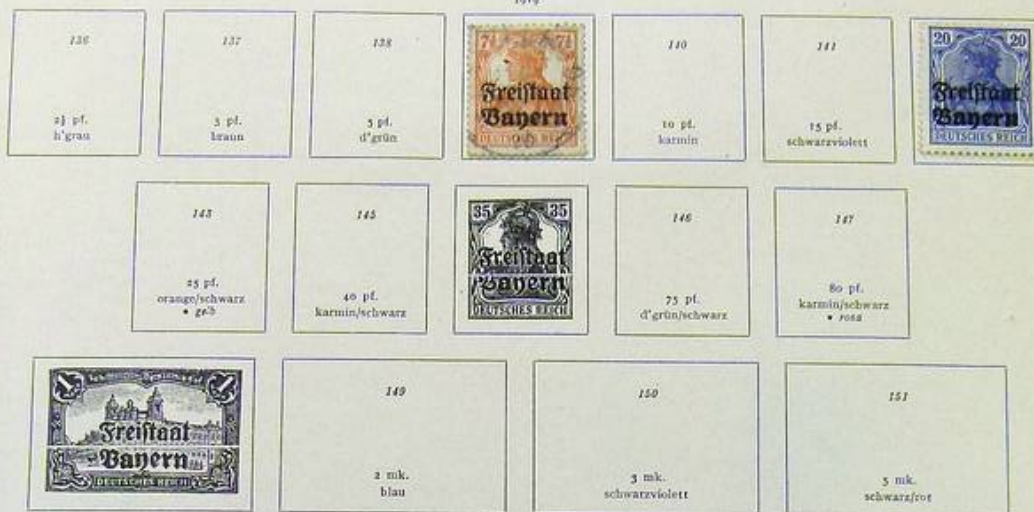 1919
136
2½ pf.
h'grau
137
3 pf.
braun
138
5 pf.
d'grün
7½ 7½
Freistaat
Bayern
DEUTSCHES REICH
110
10 pf.
karmin
141
15 pf.
schwarzviolett
20 20
Freistaat
Bayern
DEUTSCHES REICH
143
25 pf.
orange/schwarz
• gelb
145
40 pf.
karmin/schwarz
35 35
Freistaat
Bayern
DEUTSCHES REICH
146
75 pf.
d'grün/schwarz
147
80 pf.
karmin/schwarz
• rosa
1 1
Freistaat
Bayern
DEUTSCHES REICH
149
2 mk.
blau
150
3 mk.
schwarzviolett
151
5 mk.
schwarz/rot